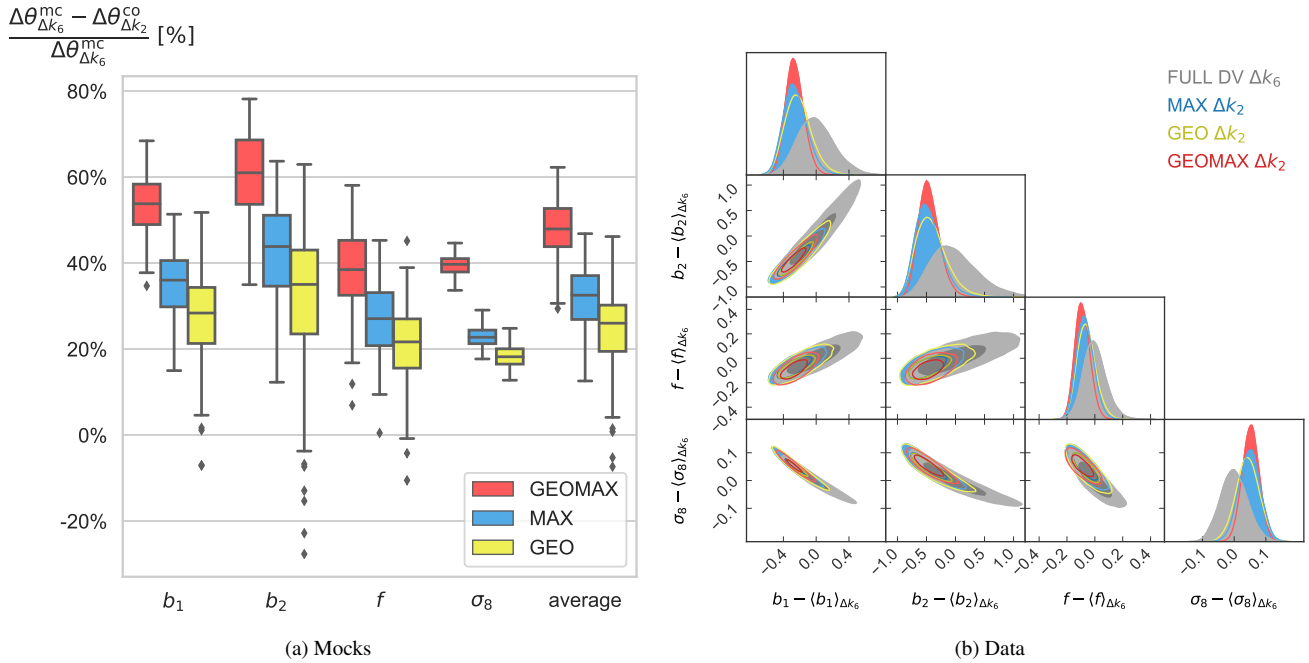 Δθ^mc_Δk₆ − Δθ^co_Δk₂
Δθ^mc_Δk₆
[%]
80%
60%
40%
20%
0%
-20%
GEOMAX
MAX
GEO
b₁ b₂ f σ₈ average
(a) Mocks
FULL DV Δk₆
MAX Δk₂
GEO Δk₂
GEOMAX Δk₂
b₂ − ⟨b₂⟩Δk₆
1.0
0.5
0.0
−0.5
−1.0
f − ⟨f⟩Δk₆
0.4
0.2
0.0
−0.2
−0.4
σ₈ − ⟨σ₈⟩Δk₆
0.1
0.0
−0.1
−0.4 0.0 0.4 −1.0 −0.5 0.0 0.5 1.0 −0.4 −0.2 0.0 0.2 0.4 −0.1 0.0 0.1
b₁ − ⟨b₁⟩Δk₆ b₂ − ⟨b₂⟩Δk₆ f − ⟨f⟩Δk₆ σ₈ − ⟨σ₈⟩Δk₆
(b) Data